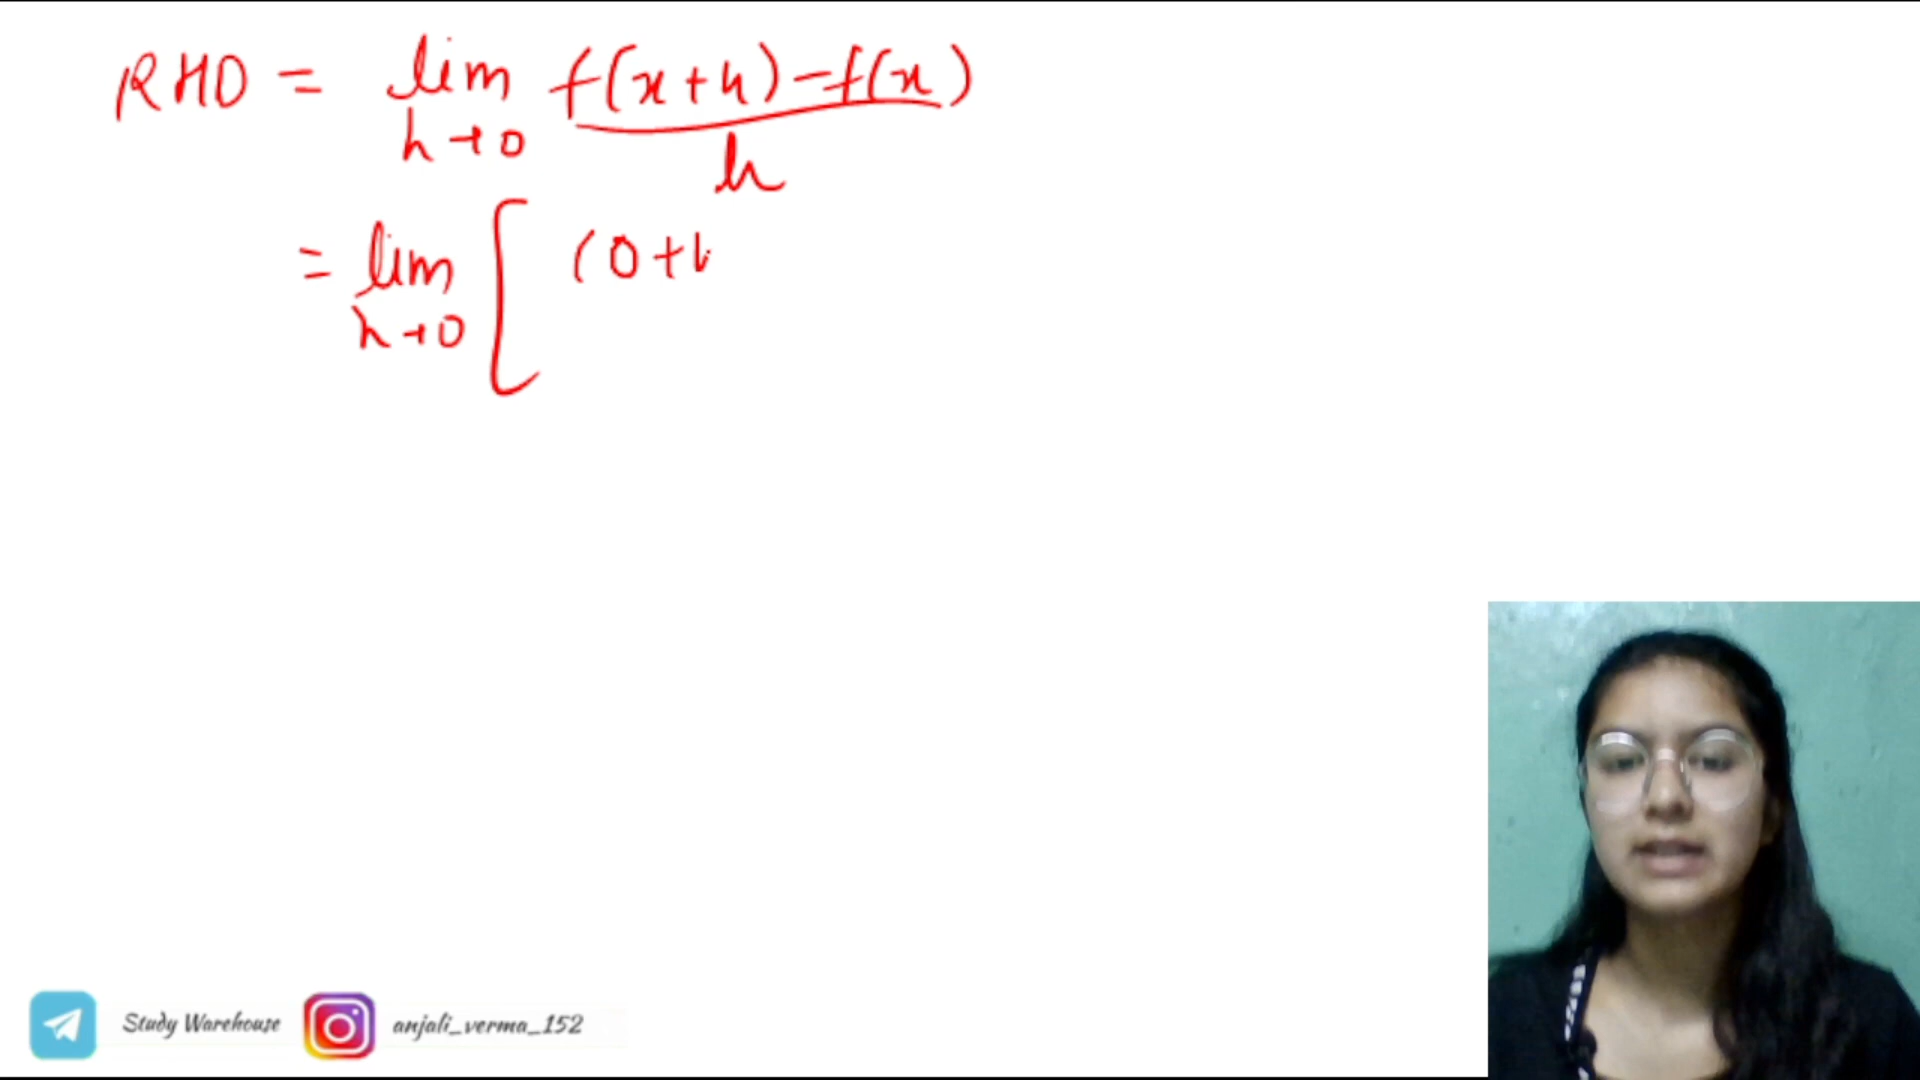 RHD = lim f(x+h)-f(x)
h→0 h
= lim [ (0+h
h→0
Study Warehouse anjali_verma_152